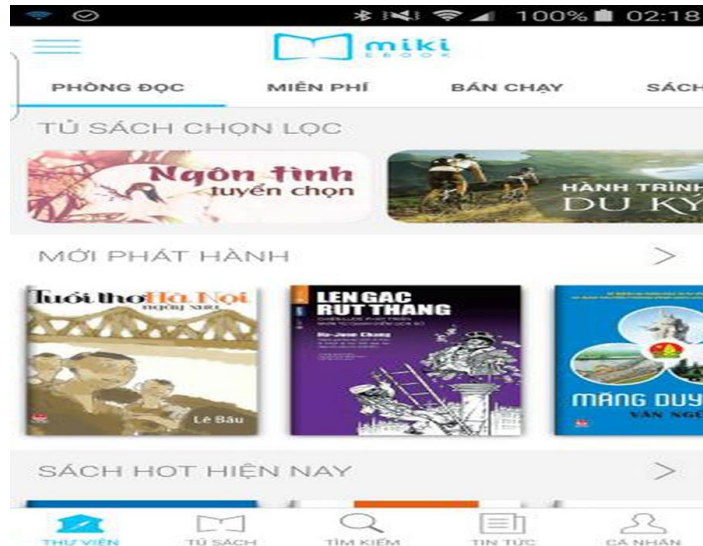 100% 02:18
miki
EBOOK
PHÒNG ĐỌC MIỄN PHÍ BÁN CHẠY SÁCH
TỦ SÁCH CHỌN LỌC
Ngôn tình
tuyển chọn
HÀNH TRÌNH
DU KÝ
MỚI PHÁT HÀNH
Tuổi thơ Hà Nội
ngày xưa
Lê Bầu
LEN GAC
RUT THANG
Ha-Joon Chang
MĂNG DUY
VĂN NGỮ
SÁCH HOT HIỆN NAY
THƯ VIỆN TỦ SÁCH TÌM KIẾM TIN TỨC CÁ NHÂN